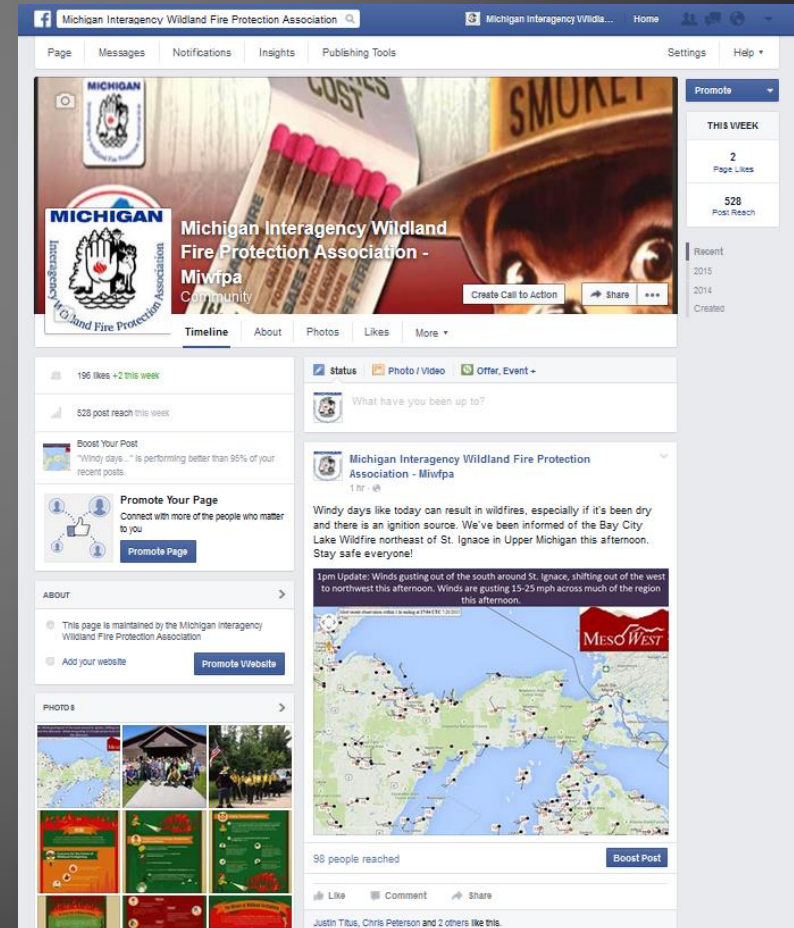 Michigan Interagency Wildland Fire Protection Association
Michigan Interagency Wildla...
Home
Page
Messages
Notifications
Insights
Publishing Tools
Settings
Help
MICHIGAN
COST
SMOKEY
MICHIGAN
Interagency Wildland Fire Protection Association
Michigan Interagency Wildland
Fire Protection Association -
Miwfpa
Community
Create Call to Action
Share
Timeline
About
Photos
Likes
More
Promote
THIS WEEK
2
Page Likes
528
Post Reach
Recent
2015
2014
Created
196 likes +2 this week
528 post reach this week
Boost Your Post
"Windy days..." is performing better than 95% of your
recent posts.
Promote Your Page
Connect with more of the people who matter
to you
Promote Page
ABOUT
This page is maintained by the Michigan Interagency
Wildland Fire Protection Association
Add your website
Promote Website
PHOTOS
Status
Photo / Video
Offer, Event +
What have you been up to?
Michigan Interagency Wildland Fire Protection
Association - Miwfpa
1 hr
Windy days like today can result in wildfires, especially if it's been dry
and there is an ignition source. We've been informed of the Bay City
Lake Wildfire northeast of St. Ignace in Upper Michigan this afternoon.
Stay safe everyone!
1pm Update: Winds gusting out of the south around St. Ignace, shifting out of the west
to northwest this afternoon. Winds are gusting 15-25 mph across much of the region
this afternoon.
MESOWEST
98 people reached
Boost Post
Like
Comment
Share
Justin Titus, Chris Peterson and 2 others like this.